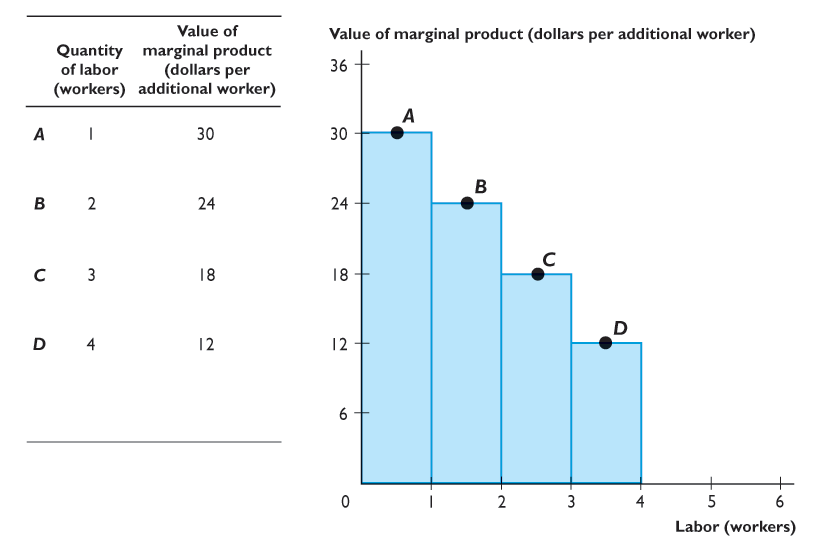 Quantity
of labor
(workers)
Value of
marginal product
(dollars per
additional worker)
A 1 30
B 2 24
C 3 18
D 4 12
Value of marginal product (dollars per additional worker)
36
30
24
18
12
6
A
B
C
D
0 1 2 3 4 5 6
Labor (workers)